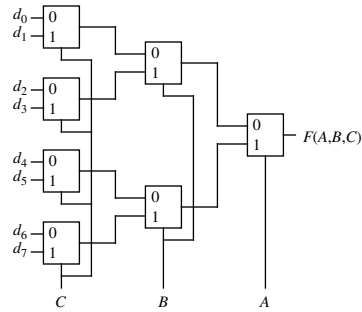 d₀ 0
d₁ 1
0
1
d₂ 0
d₃ 1
0
1 F(A,B,C)
d₄ 0
d₅ 1
0
1
d₆ 0
d₇ 1
C B A